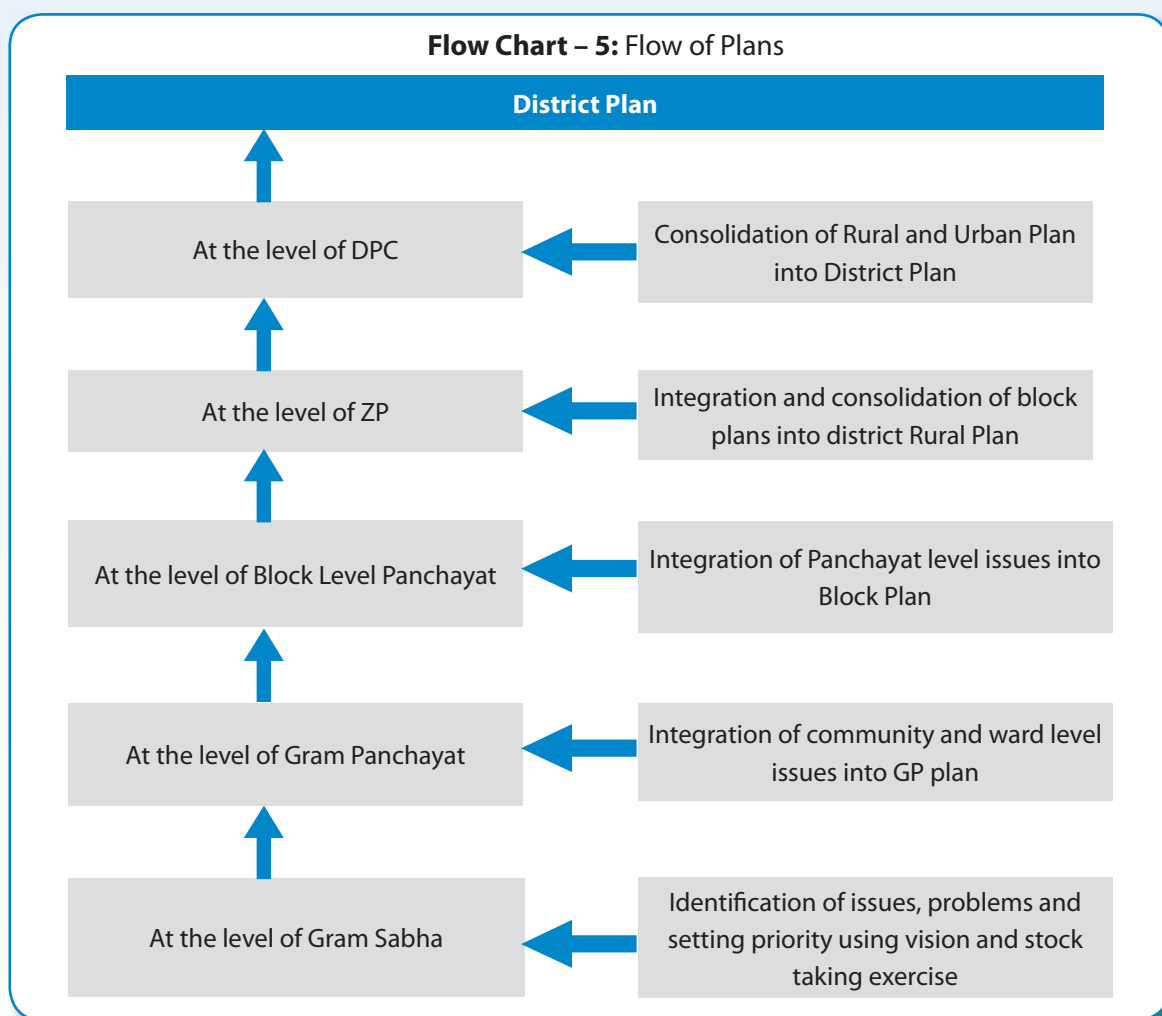 Flow Chart – 5: Flow of Plans
District Plan
At the level of DPC
Consolidation of Rural and Urban Plan
into District Plan
At the level of ZP
Integration and consolidation of block
plans into district Rural Plan
At the level of Block Level Panchayat
Integration of Panchayat level issues into
Block Plan
At the level of Gram Panchayat
Integration of community and ward level
issues into GP plan
At the level of Gram Sabha
Identification of issues, problems and
setting priority using vision and stock
taking exercise